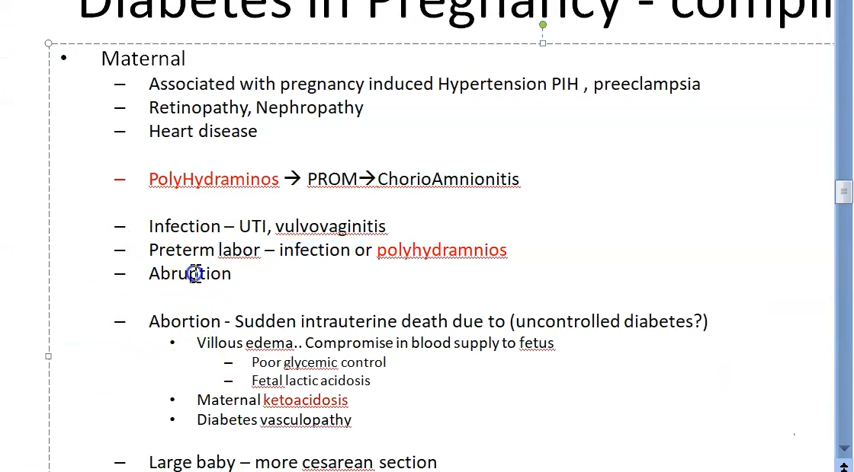 Diabetes in Pregnancy - compli
• Maternal
– Associated with pregnancy induced Hypertension PIH , preeclampsia
– Retinopathy, Nephropathy
– Heart disease
– PolyHydraminos → PROM→ChorioAmnionitis
– Infection – UTI, vulvovaginitis
– Preterm labor – infection or polyhydramnios
– Abruption
– Abortion - Sudden intrauterine death due to (uncontrolled diabetes?)
• Villous edema.. Compromise in blood supply to fetus
– Poor glycemic control
– Fetal lactic acidosis
• Maternal ketoacidosis
• Diabetes vasculopathy
– Large baby – more cesarean section